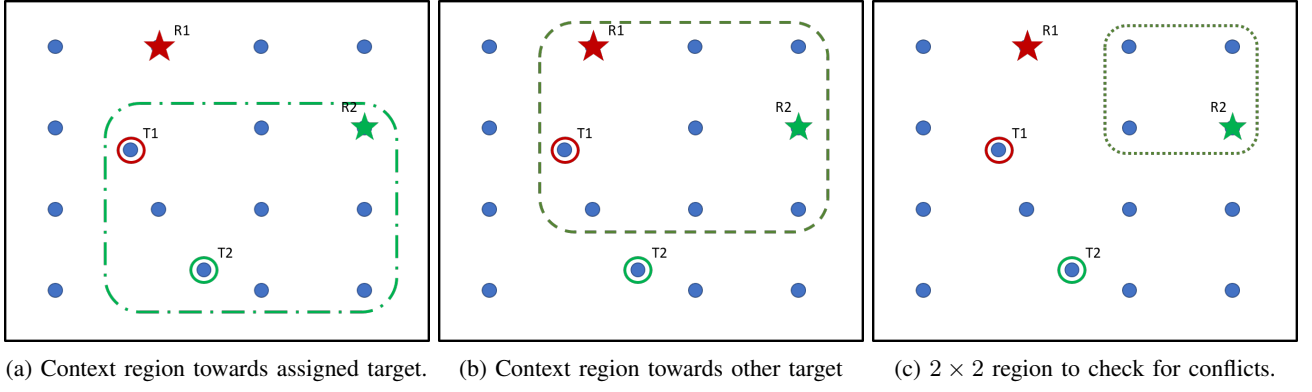 R1
R2
T1
T2
(a) Context region towards assigned target.
R1
R2
T1
T2
(b) Context region towards other target
R1
R2
T1
T2
(c) 2 × 2 region to check for conflicts.